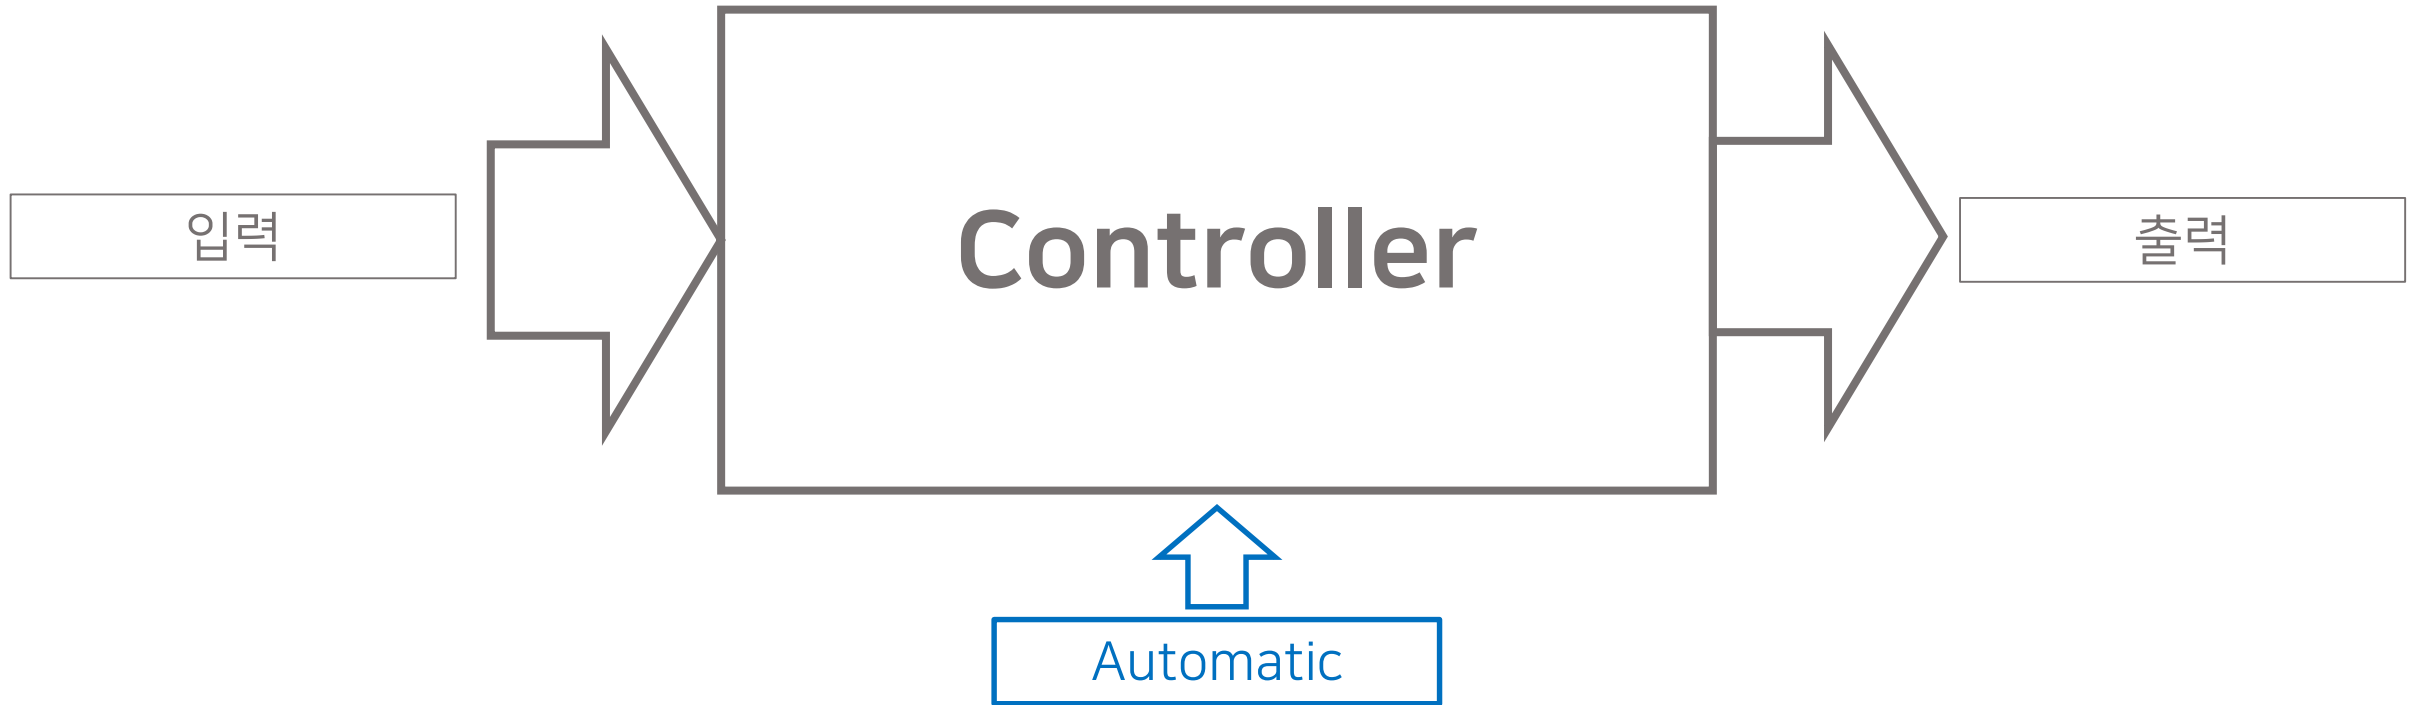 입력
Controller
출력
Automatic